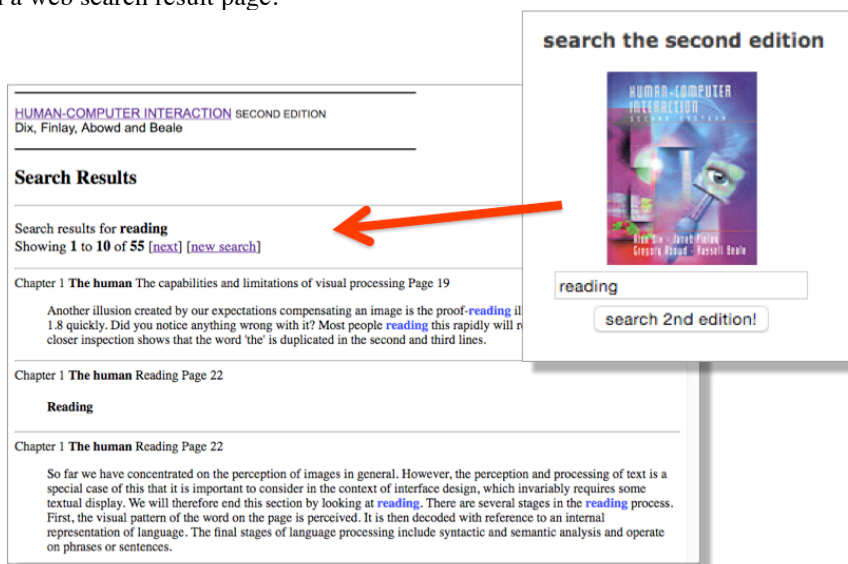 a web search result page.
search the second edition
HUMAN-COMPUTER
INTERACTION
SECOND EDITION
Alan Dix · Janet Finlay
Gregory Abowd · Russell Beale
reading
search 2nd edition!
HUMAN-COMPUTER INTERACTION SECOND EDITION
Dix, Finlay, Abowd and Beale
Search Results
Search results for reading
Showing 1 to 10 of 55 [next] [new search]
Chapter 1 The human The capabilities and limitations of visual processing Page 19
Another illusion created by our expectations compensating an image is the proof-reading
1.8 quickly. Did you notice anything wrong with it? Most people reading this rapidly will
closer inspection shows that the word 'the' is duplicated in the second and third lines.
Chapter 1 The human Reading Page 22
Reading
Chapter 1 The human Reading Page 22
So far we have concentrated on the perception of images in general. However, the perception and processing of text is a
special case of this that it is important to consider in the context of interface design, which invariably requires some
textual display. We will therefore end this section by looking at reading. There are several stages in the reading process.
First, the visual pattern of the word on the page is perceived. It is then decoded with reference to an internal
representation of language. The final stages of language processing include syntactic and semantic analysis and operate
on phrases or sentences.